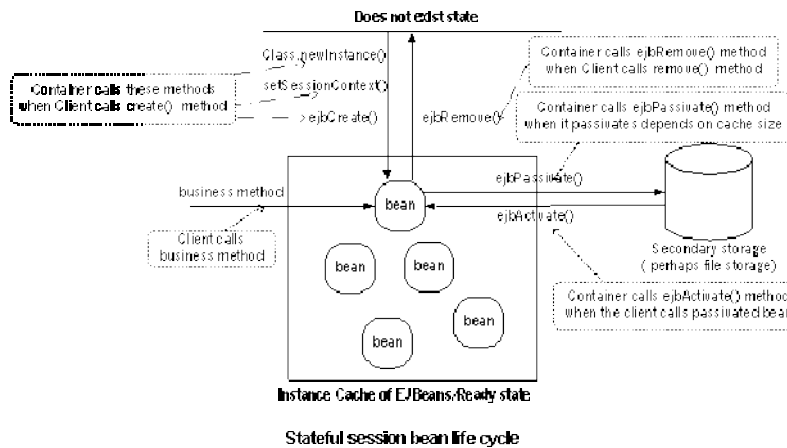 Does not exist state
Class.newInstance()
setSessionContext()
ejbCreate()
ejbRemove()
Container calls these methods
when Client calls create() method
Container calls ejbRemove() method
when Client calls remove() method
Container calls ejbPassivate() method
when it passivates depends on cache size
business method
Client calls
business method
ejbPassivate()
ejbActivate()
bean
bean
bean
bean
bean
Secondary storage
( perhaps file storage)
Container calls ejbActivate() method
when the client calls passivated bean
Instance Cache of EJBeans/Ready state
Stateful session bean life cycle